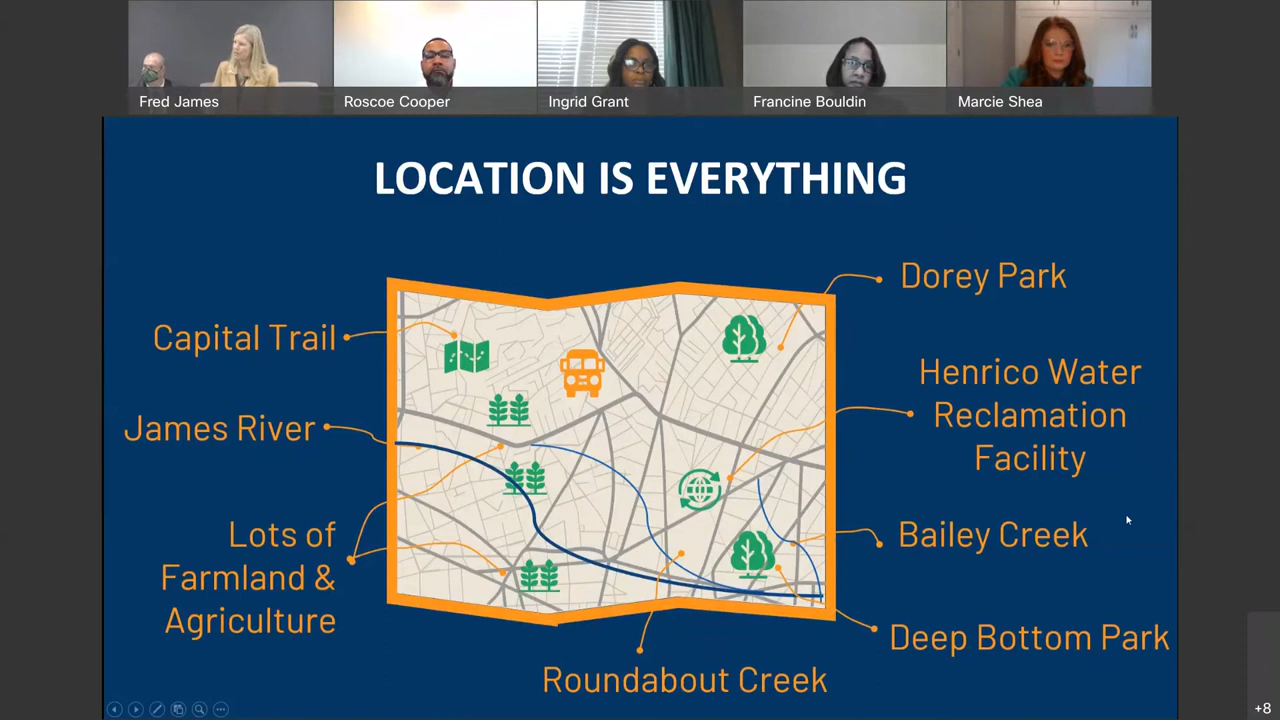 Fred James
Roscoe Cooper
Ingrid Grant
Francine Bouldin
Marcie Shea
LOCATION IS EVERYTHING
Dorey Park
Capital Trail
Henrico Water
Reclamation
Facility
James River
Lots of
Farmland &
Agriculture
Bailey Creek
Deep Bottom Park
Roundabout Creek
+8